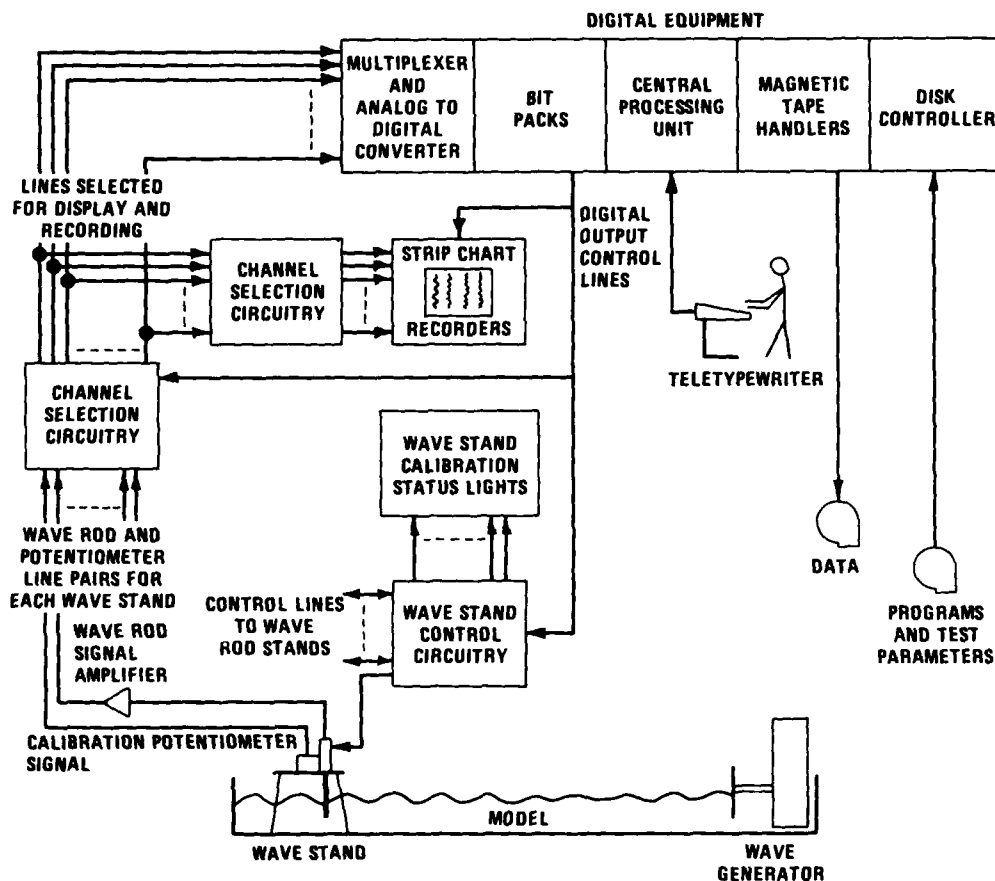 DIGITAL EQUIPMENT
MULTIPLEXER
AND
ANALOG TO
DIGITAL
CONVERTER
BIT
PACKS
CENTRAL
PROCESSING
UNIT
MAGNETIC
TAPE
HANDLERS
DISK
CONTROLLER
LINES SELECTED
FOR DISPLAY AND
RECORDING
CHANNEL
SELECTION
CIRCUITRY
STRIP CHART
RECORDERS
DIGITAL
OUTPUT
CONTROL
LINES
TELETYPEWRITER
CHANNEL
SELECTION
CIRCUITRY
WAVE STAND
CALIBRATION
STATUS LIGHTS
WAVE ROD AND
POTENTIOMETER
LINE PAIRS FOR
EACH WAVE STAND
DATA
PROGRAMS
AND TEST
PARAMETERS
CONTROL LINES
TO WAVE
ROD STANDS
WAVE STAND
CONTROL
CIRCUITRY
WAVE ROD
SIGNAL
AMPLIFIER
CALIBRATION POTENTIOMETER
SIGNAL
MODEL
WAVE STAND
WAVE
GENERATOR